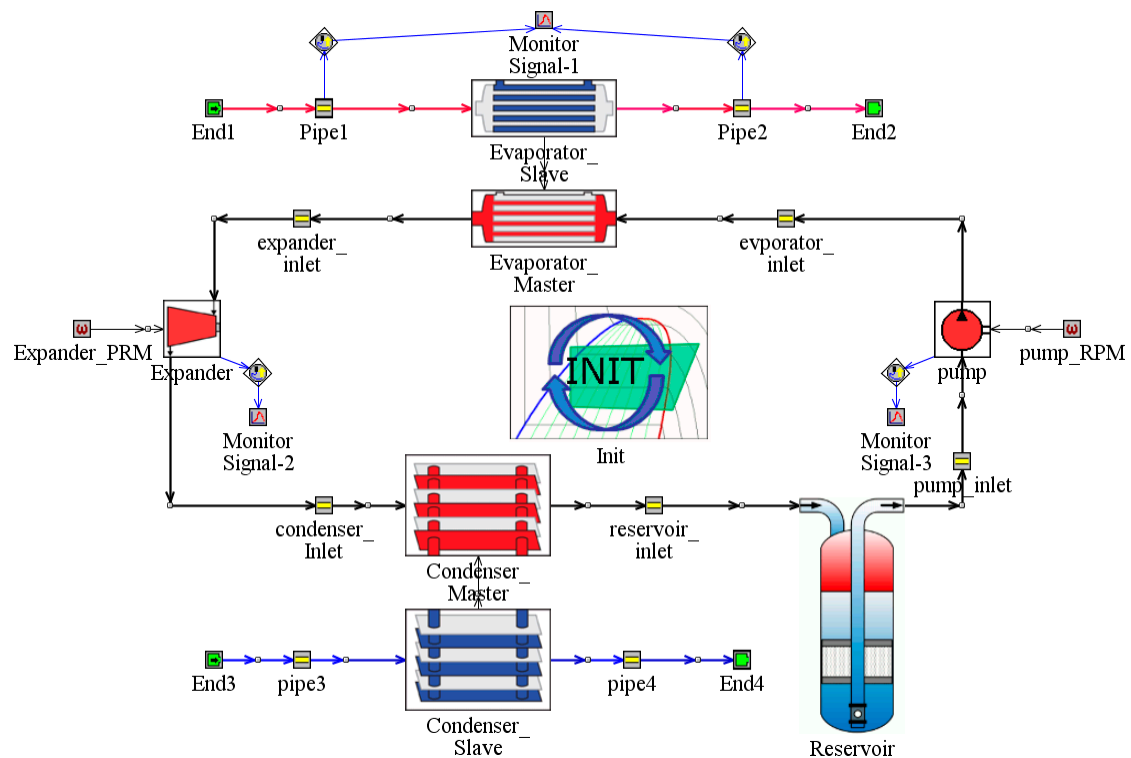 Monitor
Signal-1
End1
Pipe1
Pipe2
End2
Evaporator_
Slave
expander_
inlet
Evaporator_
Master
evporator_
inlet
Expander_PRM
Expander
INIT
pump
pump_RPM
Monitor
Signal-2
Init
Monitor
Signal-3
pump_inlet
condenser_
Inlet
reservoir_
inlet
Condenser_
Master
End3
pipe3
pipe4
End4
Condenser_
Slave
Reservoir